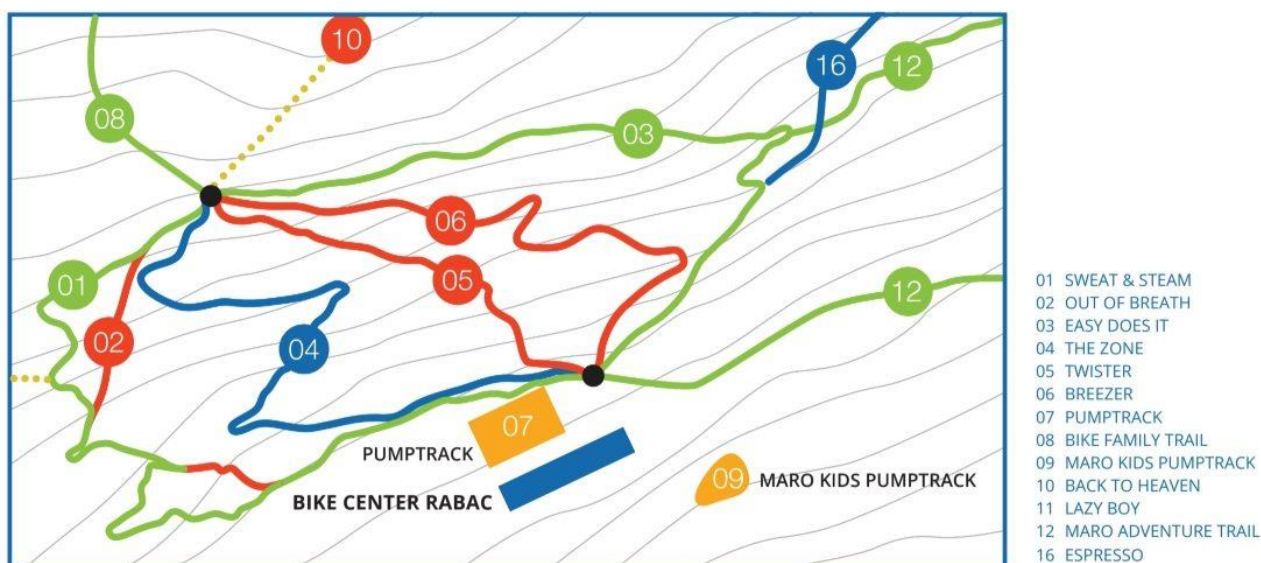 10
16
12
08
03
06
01
05
12
02
04
07
PUMPTRACK
09
MARO KIDS PUMPTRACK
BIKE CENTER RABAC
01 SWEAT & STEAM
02 OUT OF BREATH
03 EASY DOES IT
04 THE ZONE
05 TWISTER
06 BREEZER
07 PUMPTRACK
08 BIKE FAMILY TRAIL
09 MARO KIDS PUMPTRACK
10 BACK TO HEAVEN
11 LAZY BOY
12 MARO ADVENTURE TRAIL
16 ESPRESSO